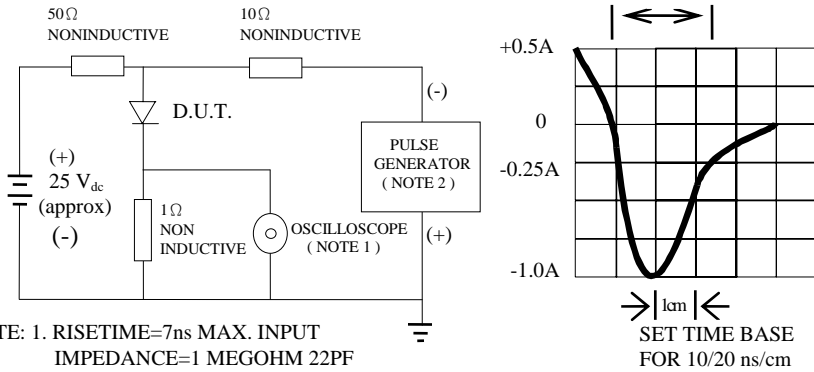 50Ω
NONINDUCTIVE
10Ω
NONINDUCTIVE
D.U.T.
(+)
25 Vdc
(approx)
(-)
1Ω
NON
INDUCTIVE
OSCILLOSCOPE
( NOTE 1 )
(-)
PULSE
GENERATOR
( NOTE 2 )
(+)
+0.5A
0
-0.25A
-1.0A
1cm
SET TIME BASE
FOR 10/20 ns/cm
TE: 1. RISETIME=7ns MAX. INPUT
IMPEDANCE=1 MEGOHM 22PF